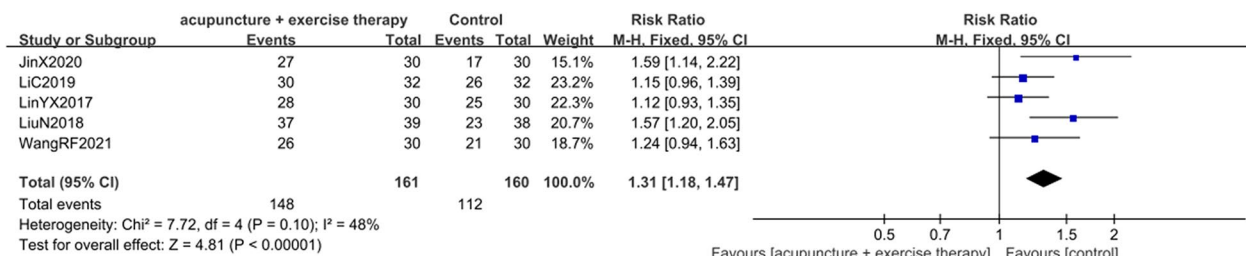 acupuncture + exercise therapy Control Risk Ratio Risk Ratio
Study or Subgroup Events Total Events Total Weight M-H, Fixed, 95% CI M-H, Fixed, 95% CI
JinX2020 27 30 17 30 15.1% 1.59 [1.14, 2.22]
LiC2019 30 32 26 32 23.2% 1.15 [0.96, 1.39]
LinYX2017 28 30 25 30 22.3% 1.12 [0.93, 1.35]
LiuN2018 37 39 23 38 20.7% 1.57 [1.20, 2.05]
WangRF2021 26 30 21 30 18.7% 1.24 [0.94, 1.63]
Total (95% CI) 161 160 100.0% 1.31 [1.18, 1.47]
Total events 148 112
Heterogeneity: Chi² = 7.72, df = 4 (P = 0.10); I² = 48%
Test for overall effect: Z = 4.81 (P < 0.00001)
0.5 0.7 1 1.5 2
Favours [acupuncture + exercise therapy] Favours [control]